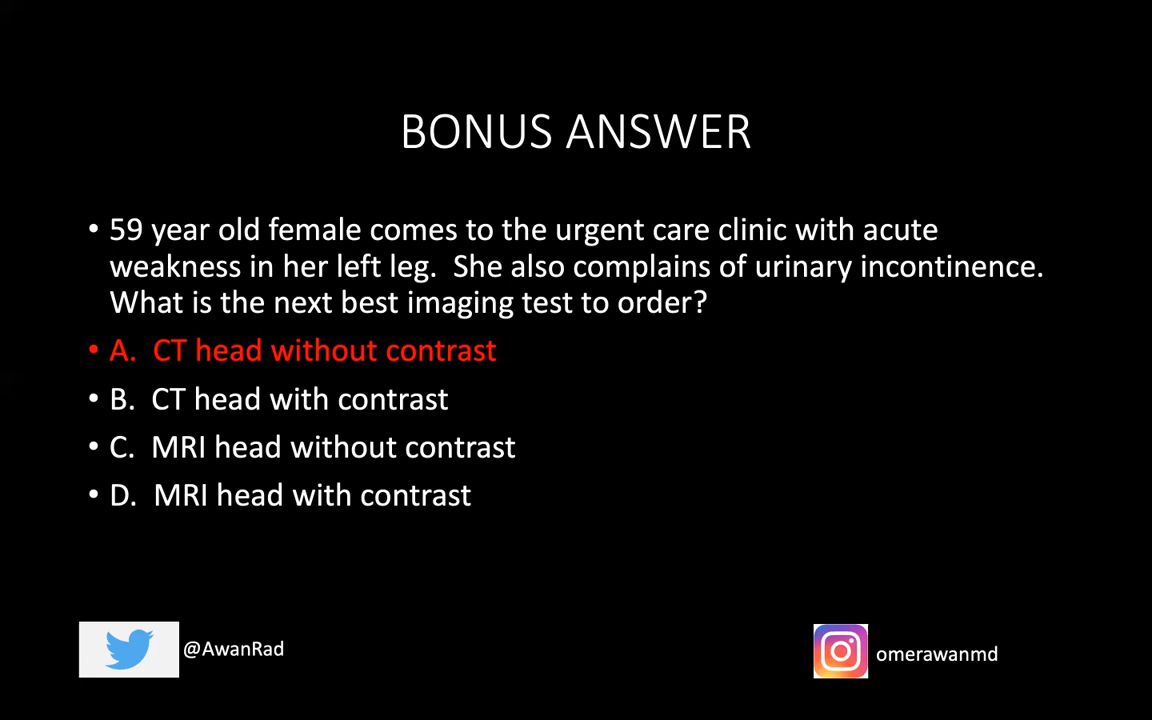 BONUS ANSWER
• 59 year old female comes to the urgent care clinic with acute
weakness in her left leg.  She also complains of urinary incontinence.
What is the next best imaging test to order?
• A.  CT head without contrast
• B.  CT head with contrast
• C.  MRI head without contrast
• D.  MRI head with contrast
@AwanRad
omerawanmd